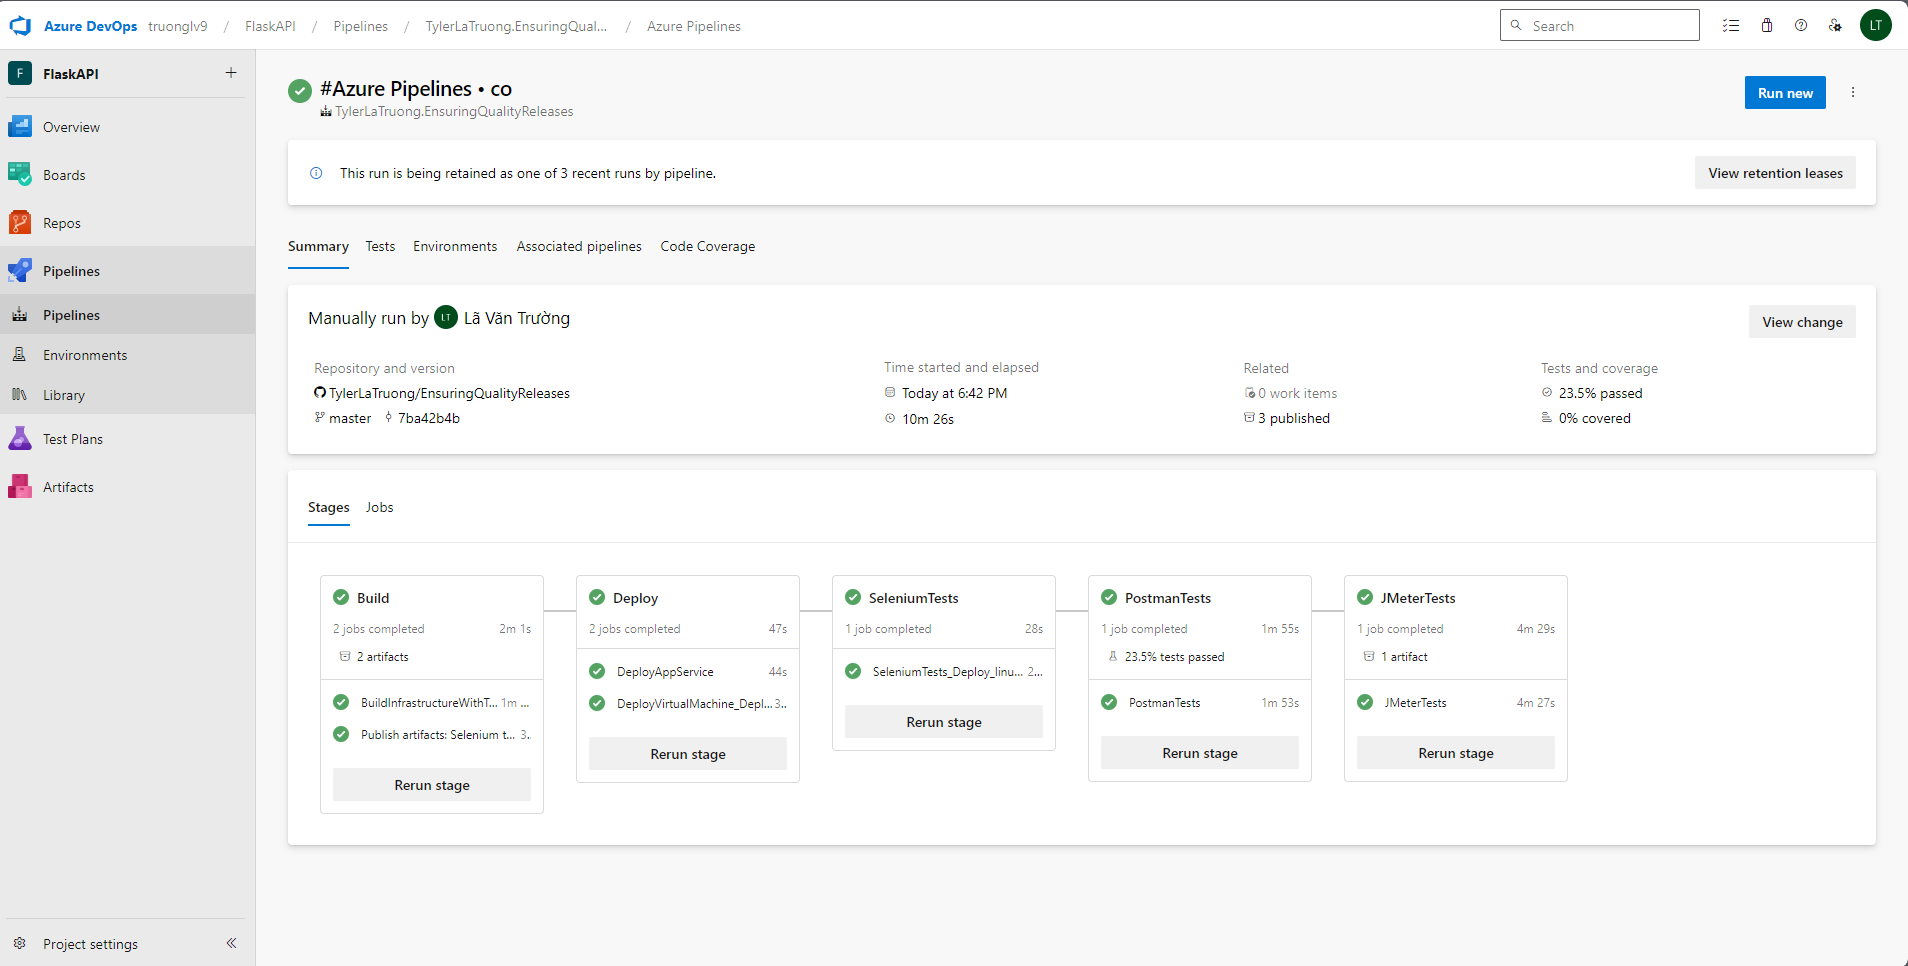 Azure DevOps truonglv9 / FlaskAPI / Pipelines / TylerLaTruong.EnsuringQual... / Azure Pipelines
Search
LT
F FlaskAPI
Overview
Boards
Repos
Pipelines
Pipelines
Environments
Library
Test Plans
Artifacts
Project settings
#Azure Pipelines • co
TylerLaTruong.EnsuringQualityReleases
Run new
This run is being retained as one of 3 recent runs by pipeline.
View retention leases
Summary Tests Environments Associated pipelines Code Coverage
Manually run by LT Lã Văn Trường
View change
Repository and version
TylerLaTruong/EnsuringQualityReleases
master 7ba42b4b
Time started and elapsed
Today at 6:42 PM
10m 26s
Related
0 work items
3 published
Tests and coverage
23.5% passed
0% covered
Stages Jobs
Build
2 jobs completed 2m 1s
2 artifacts
BuildInfrastructureWithT... 1m ...
Publish artifacts: Selenium t... 3..
Rerun stage
Deploy
2 jobs completed 47s
DeployAppService 44s
DeployVirtualMachine_Depl... 3..
Rerun stage
SeleniumTests
1 job completed 28s
SeleniumTests_Deploy_linu... 2...
Rerun stage
PostmanTests
1 job completed 1m 55s
23.5% tests passed
PostmanTests 1m 53s
Rerun stage
JMeterTests
1 job completed 4m 29s
1 artifact
JMeterTests 4m 27s
Rerun stage